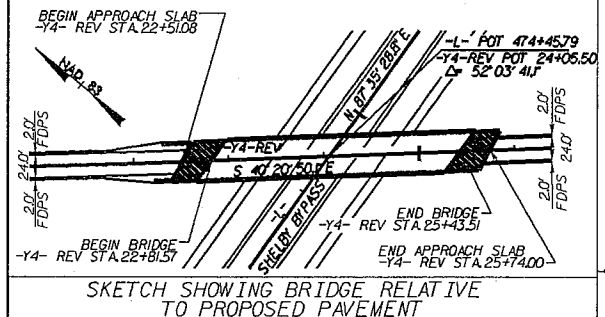 BEGIN APPROACH SLAB
-Y4- REV STA.22+51.08
-L- POT 474+45.79
-Y4-REV POT 24+06.50
Δ= 52°03'41.1"
NAD 83
N 87°35'28.8" E
2.0'
FDPS
24.0'
2.0'
FDPS
-Y4-REV
S 40°20'50.1" E
2.0'
FDPS
24.0'
2.0'
FDPS
-L-
SHELBY BYPASS
BEGIN BRIDGE
-Y4- REV STA.22+81.57
END BRIDGE
-Y4- REV STA.25+43.51
END APPROACH SLAB
-Y4- REV STA.25+74.00
SKETCH SHOWING BRIDGE RELATIVE
TO PROPOSED PAVEMENT